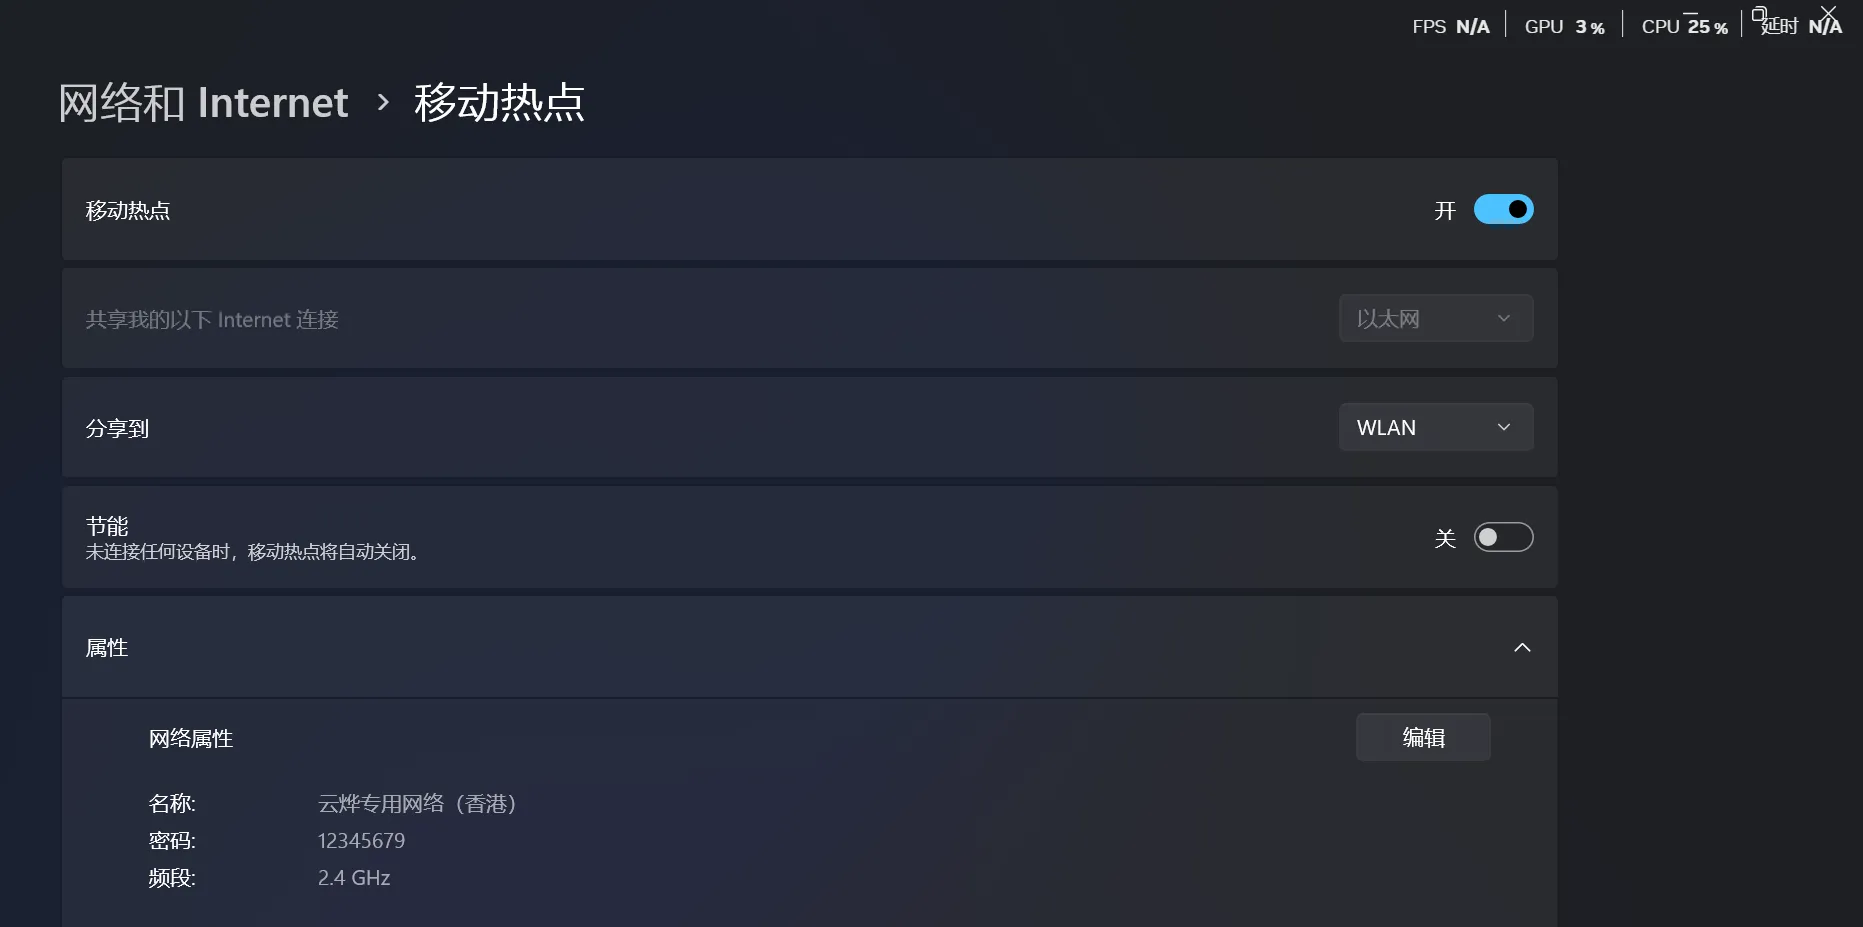 FPS N/A GPU 3 % CPU 25 % 延时 N/A
网络和 Internet › 移动热点
移动热点 开
共享我的以下 Internet 连接 以太网
分享到 WLAN
节能
未连接任何设备时，移动热点将自动关闭。 关
属性
网络属性 编辑
名称: 云烨专用网络（香港）
密码: 12345679
频段: 2.4 GHz